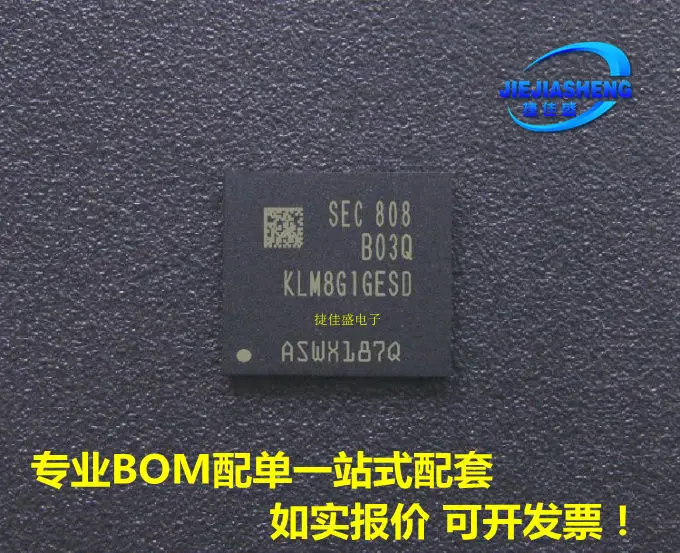 JIEJIASHENG
捷佳盛
SEC 808
B03Q
KLM8G1GESD
捷佳盛电子
ASWX187Q
专业BOM配单一站式配套
如实报价 可开发票！